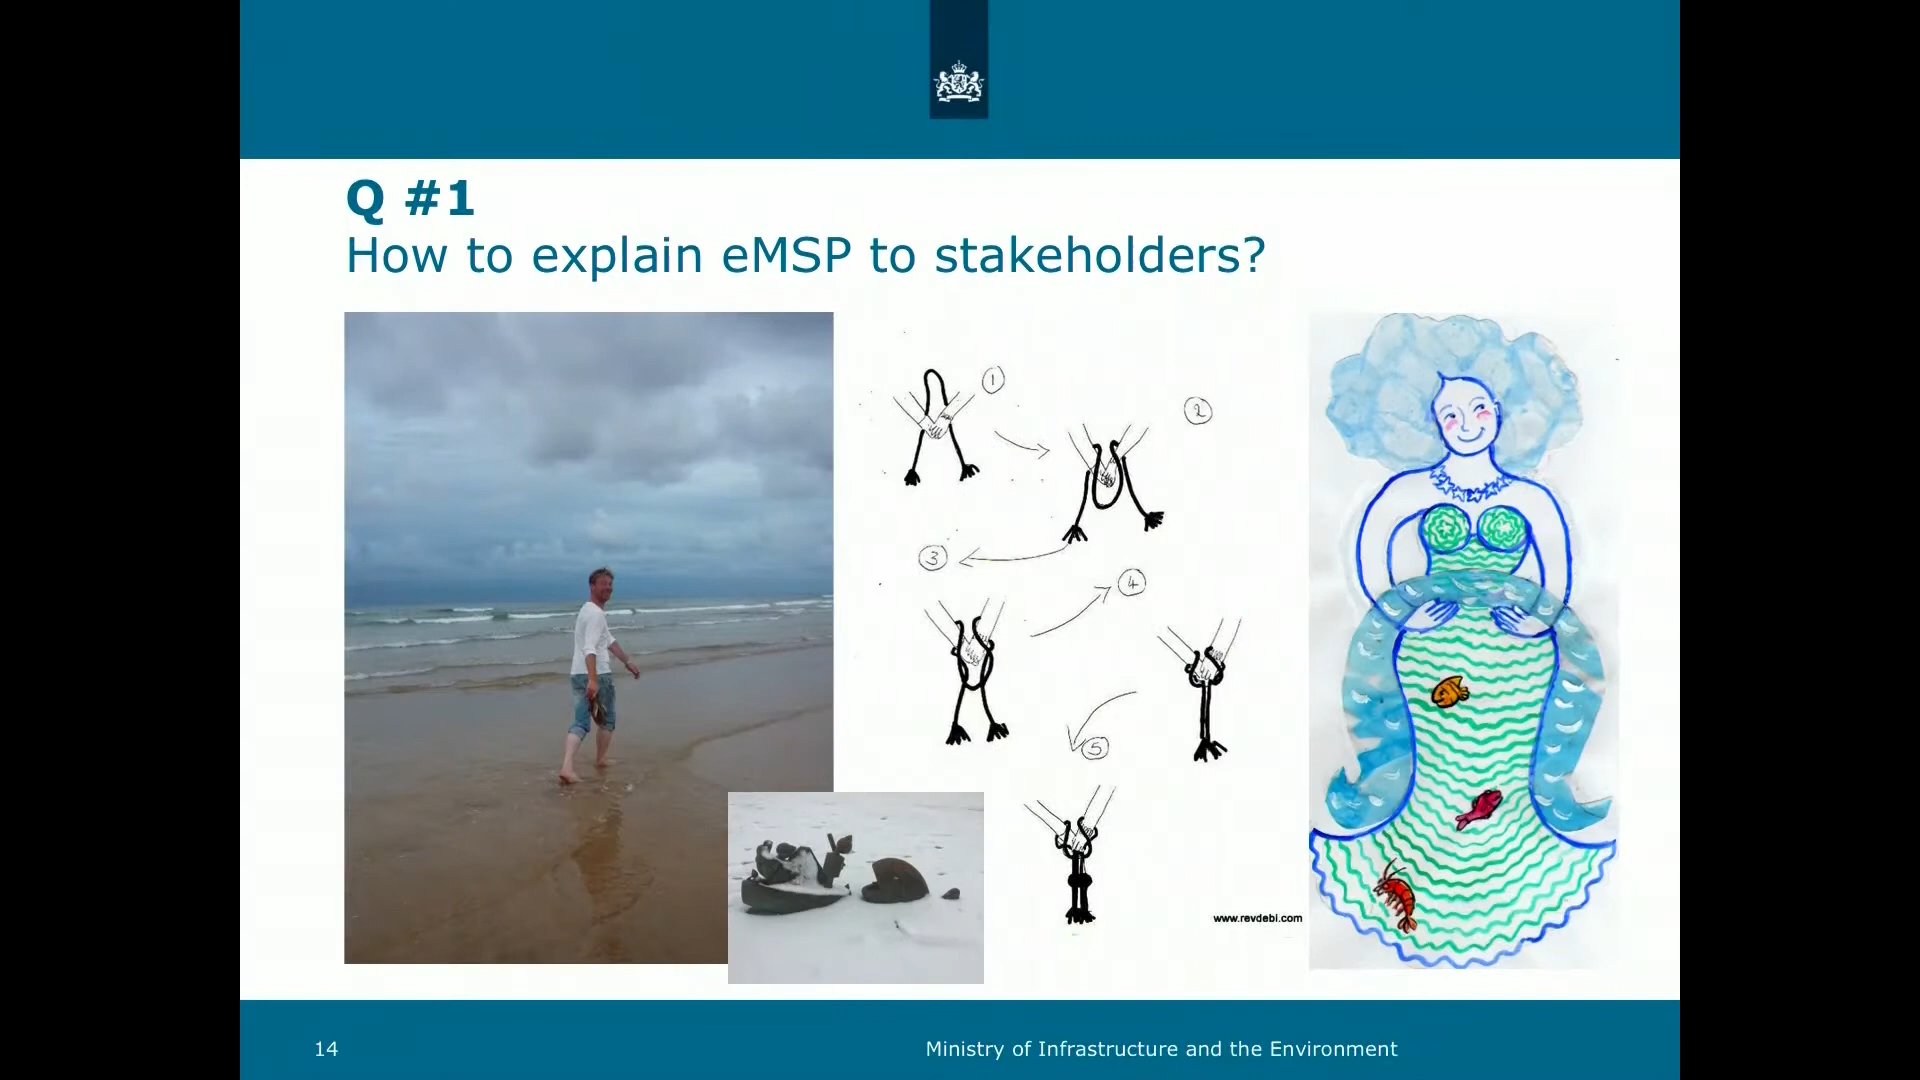 Q #1
How to explain eMSP to stakeholders?
1
2
3
4
5
www.revdebi.com
14
Ministry of Infrastructure and the Environment